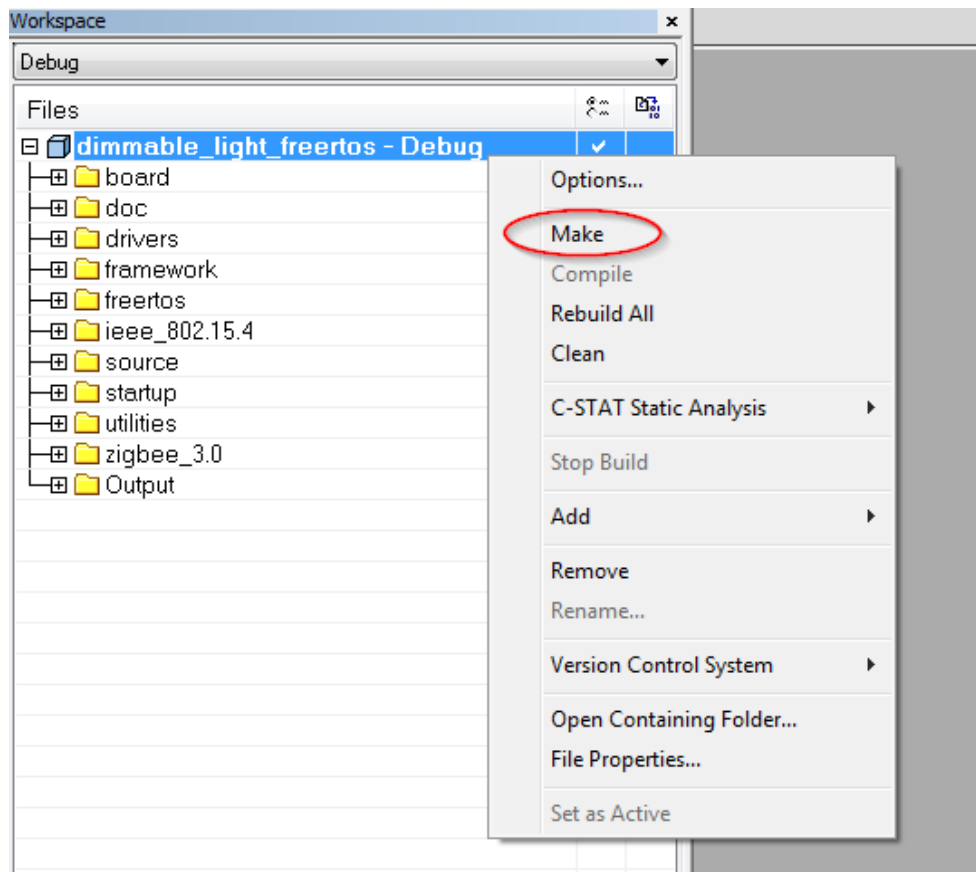 Workspace
Debug
Files
dimmable_light_freertos - Debug
board
doc
drivers
framework
freertos
ieee_802.15.4
source
startup
utilities
zigbee_3.0
Output
Options...
Make
Compile
Rebuild All
Clean
C-STAT Static Analysis
Stop Build
Add
Remove
Rename...
Version Control System
Open Containing Folder...
File Properties...
Set as Active